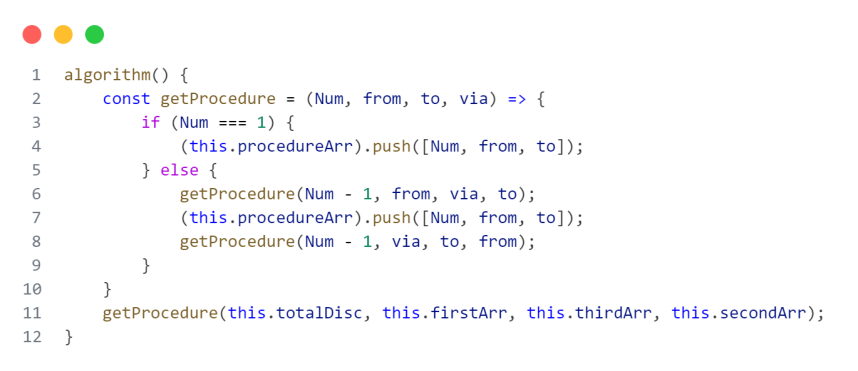 1 algorithm() {
2 const getProcedure = (Num, from, to, via) => {
3 if (Num === 1) {
4 (this.procedureArr).push([Num, from, to]);
5 } else {
6 getProcedure(Num - 1, from, via, to);
7 (this.procedureArr).push([Num, from, to]);
8 getProcedure(Num - 1, via, to, from);
9 }
10 }
11 getProcedure(this.totalDisc, this.firstArr, this.thirdArr, this.secondArr);
12 }